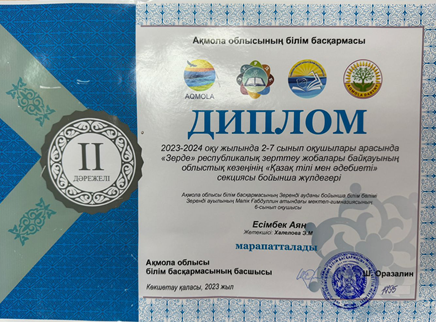 Ақмола облысының білім басқармасы
AQMOLA
ДИПЛОМ
II
ДӘРЕЖЕЛІ
2023-2024 оқу жылында 2-7 сынып оқушылары арасында
«Зерде» республикалық зерттеу жобалары байқауының
облыстық кезеңінің «Қазақ тілі мен әдебиеті»
секциясы бойынша жүлдегері
Ақмола облысы білім басқармасының Зеренді ауданы бойынша білім бөлімі
Зеренді ауылының Мәлік Ғабдуллин атындағы мектеп-гимназиясының
6-сынып оқушысы
Есімбек Аян
Жетекшісі: Халелова Э.М
марапатталады
Ақмола облысы
білім басқармасының басшысы
Ш. Оразалин
Көкшетау қаласы, 2023 жыл